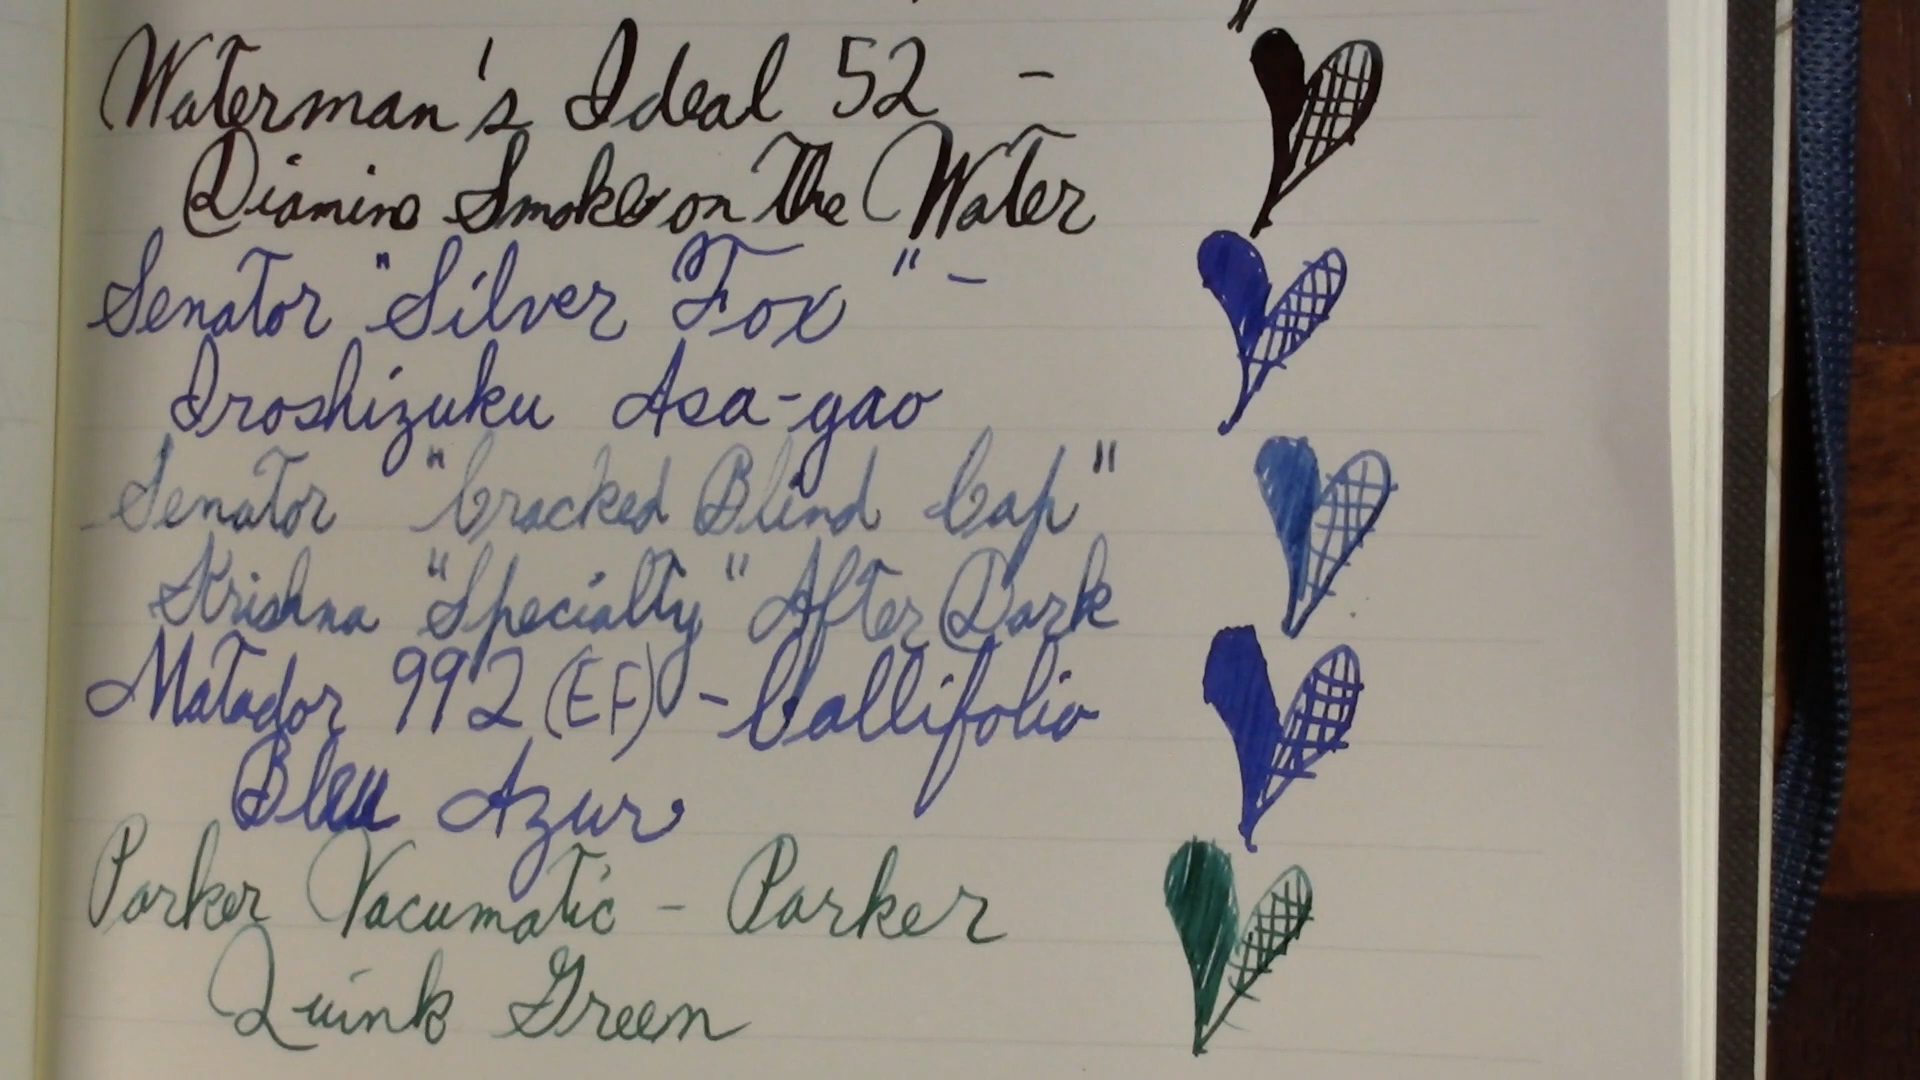 Waterman's Ideal 52 -
Diamine Smoke on the Water
Senator "Silver Fox" -
Iroshizuku Asa-gao
Senator "Cracked Blind Cap"
Krishna "Specialty" After Dark
Matador 992 (EF) - Callifolio
Bleu Azur
Parker Vacumatic - Parker
Quink Green